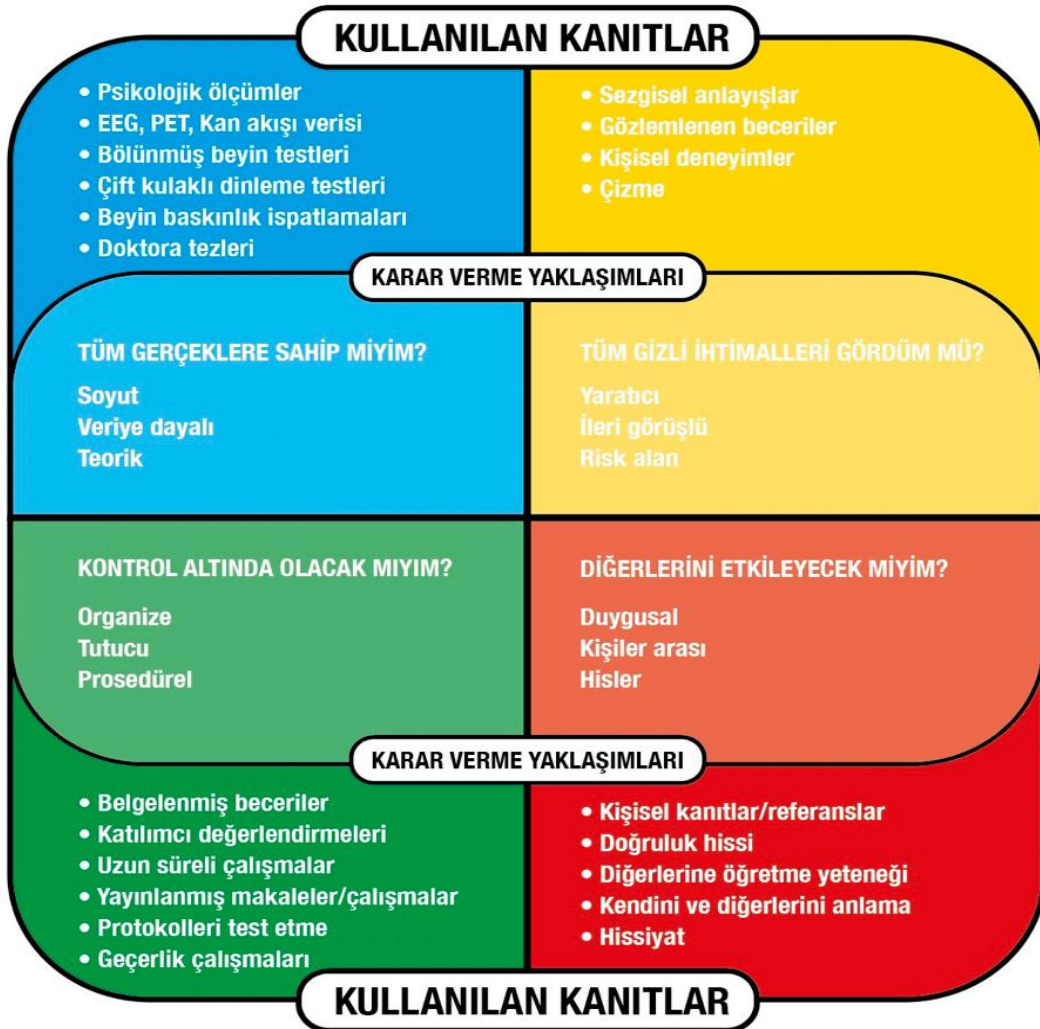 KULLANILAN KANITLAR
• Psikolojik ölçümler
• EEG, PET, Kan akışı verisi
• Bölünmüş beyin testleri
• Çift kulaklı dinleme testleri
• Beyin baskınlık ispatlamaları
• Doktora tezleri
• Sezgisel anlayışlar
• Gözlemlenen beceriler
• Kişisel deneyimler
• Çizme
KARAR VERME YAKLAŞIMLARI
TÜM GERÇEKLERE SAHİP MİYİM?
Soyut
Veriye dayalı
Teorik
TÜM GİZLİ İHTİMALLERİ GÖRDÜM MÜ?
Yaratıcı
İleri görüşlü
Risk alan
KONTROL ALTINDA OLACAK MIYIM?
Organize
Tutucu
Prosedürel
DİĞERLERİNİ ETKİLEYECEK MİYİM?
Duygusal
Kişiler arası
Hisler
KARAR VERME YAKLAŞIMLARI
• Belgelenmiş beceriler
• Katılımcı değerlendirmeleri
• Uzun süreli çalışmalar
• Yayınlanmış makaleler/çalışmalar
• Protokolleri test etme
• Geçerlik çalışmaları
• Kişisel kanıtlar/referanslar
• Doğruluk hissi
• Diğerlerine öğretme yeteneği
• Kendini ve diğerlerini anlama
• Hissiyat
KULLANILAN KANITLAR